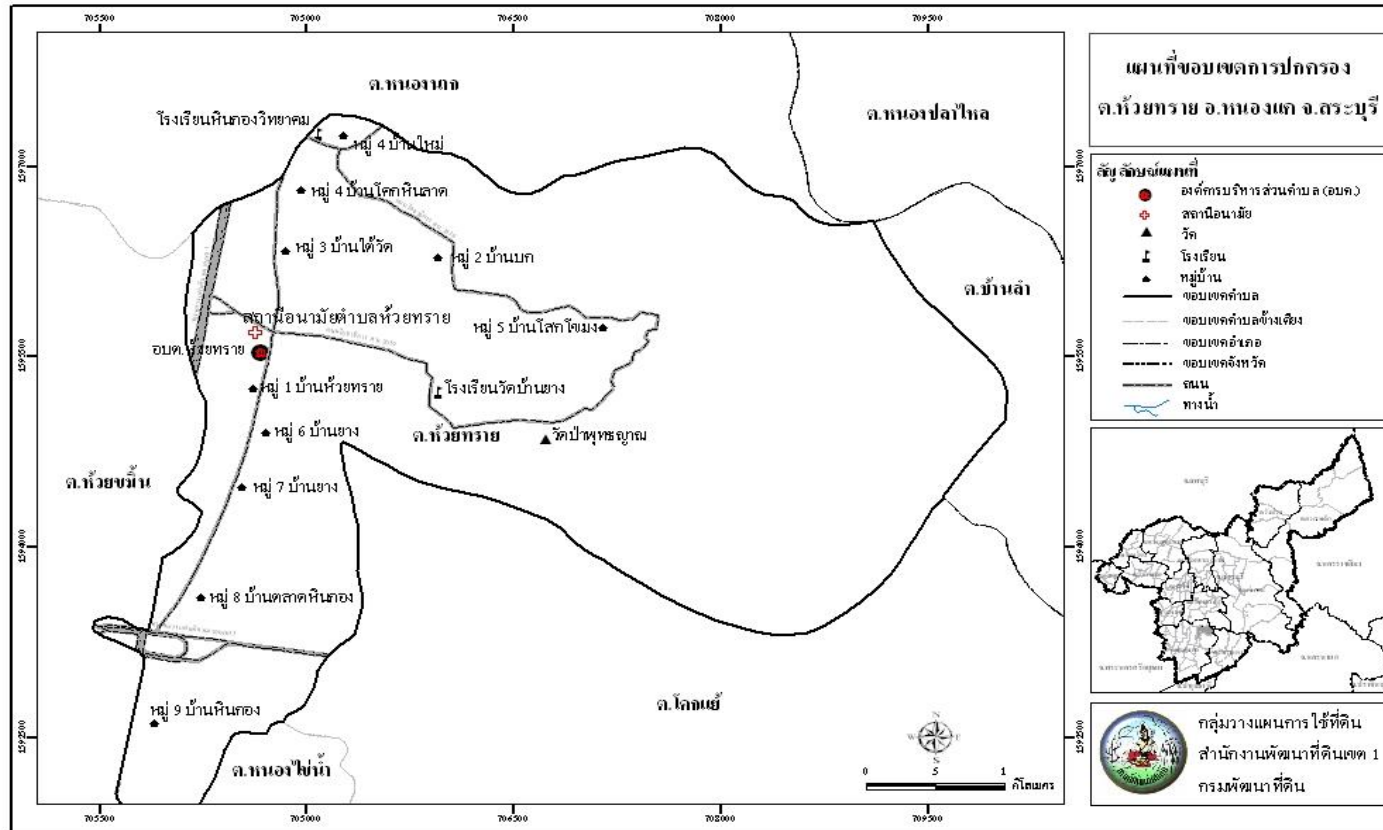 705500 705000 706500 708000 709500
แผนที่ขอบเขตการปกครอง
ต.ห้วยทราย อ.หนองแค จ.สระบุรี
ต.หนองนาก
ต.หนองปลาไหล
โรงเรียนหินกองวิทยาคม
หมู่ 4 บ้านใหม่
1597000
1597000
หมู่ 4 บ้านโคกหินลาด
หมู่ 3 บ้านใต้วัด
หมู่ 2 บ้านบก
ต.บ้านลำ
สถานีอนามัยตำบลห้วยทราย
หมู่ 5 บ้านโสกโขมง
อบต.ห้วยทราย
1595500
1595500
หมู่ 1 บ้านห้วยทราย
โรงเรียนวัดบ้านยาง
หมู่ 6 บ้านยาง
ต.ห้วยทราย
วัดป่าพุทธญาณ
ต.ห้วยขมิ้น
หมู่ 7 บ้านยาง
1594000
1594000
หมู่ 8 บ้านตลาดหินกอง
หมู่ 9 บ้านหินกอง
ต.โคกแย้
1592500
1592500
ต.หนองไข่น้ำ
N
W E
S
0 5 1
กิโลเมตร
705500 705000 706500 708000 709500
สัญลักษณ์แผนที่
องค์การบริหารส่วนตำบล (อบต.)
สถานีอนามัย
วัด
โรงเรียน
หมู่บ้าน
ขอบเขตตำบล
ขอบเขตตำบลข้างเคียง
ขอบเขตอำเภอ
ขอบเขตจังหวัด
ถนน
ทางน้ำ
กลุ่มวางแผนการใช้ที่ดิน
สำนักงานพัฒนาที่ดินเขต 1
กรมพัฒนาที่ดิน